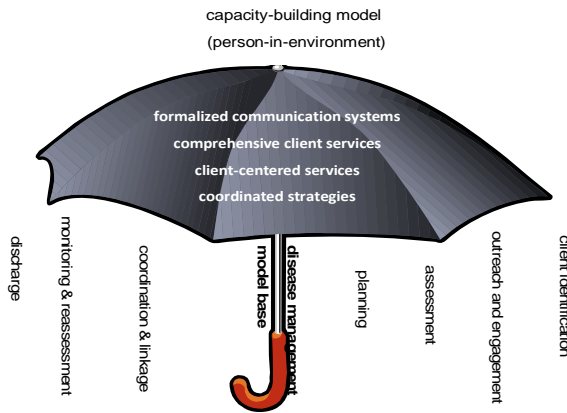 capacity-building model
(person-in-environment)
formalized communication systems
comprehensive client services
client-centered services
coordinated strategies
discharge
monitoring & reassessment
coordination & linkage
model base
disease management
planning
assessment
outreach and engagement
client identification